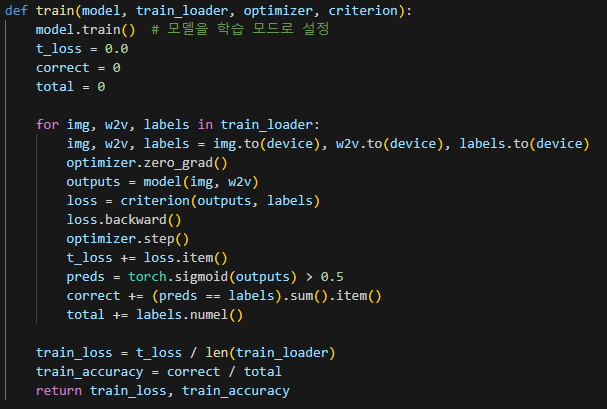 def train(model, train_loader, optimizer, criterion):
    model.train()  # 모델을 학습 모드로 설정
    t_loss = 0.0
    correct = 0
    total = 0

    for img, w2v, labels in train_loader:
        img, w2v, labels = img.to(device), w2v.to(device), labels.to(device)
        optimizer.zero_grad()
        outputs = model(img, w2v)
        loss = criterion(outputs, labels)
        loss.backward()
        optimizer.step()
        t_loss += loss.item()
        preds = torch.sigmoid(outputs) > 0.5
        correct += (preds == labels).sum().item()
        total += labels.numel()

    train_loss = t_loss / len(train_loader)
    train_accuracy = correct / total
    return train_loss, train_accuracy